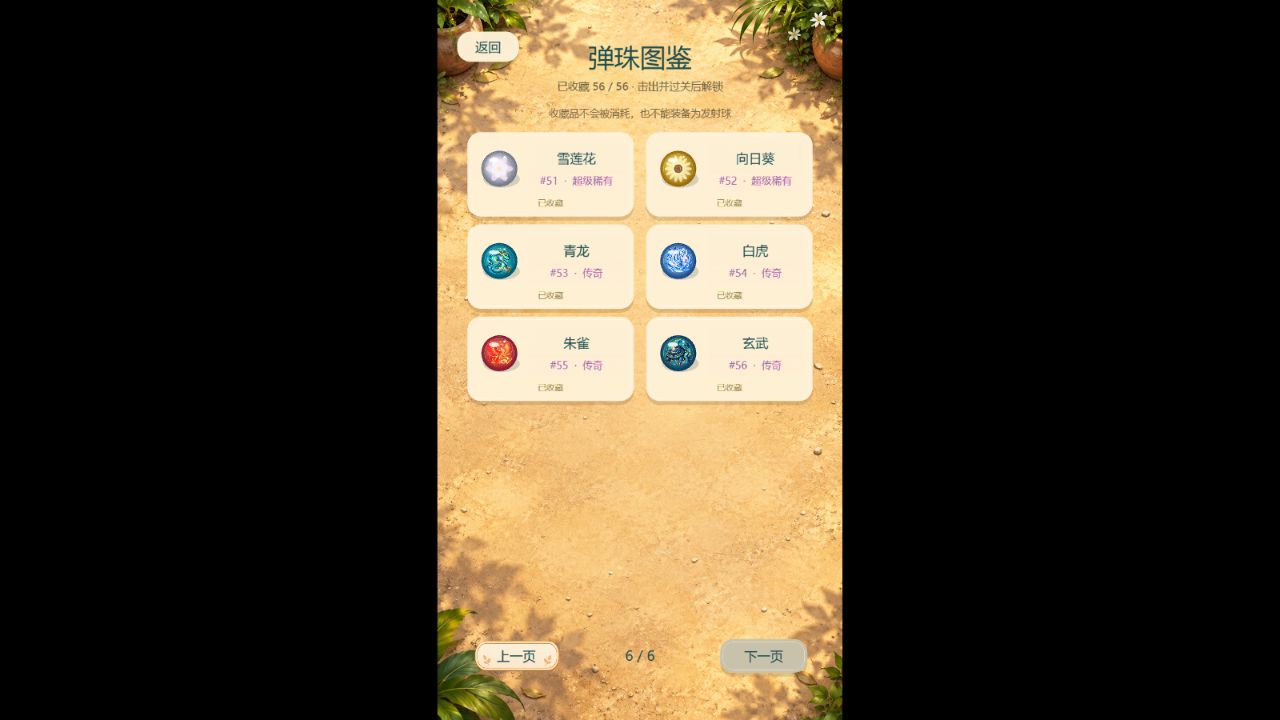 返回
弹珠图鉴
已收藏 56 / 56 · 击出并过关后解锁
收藏品不会被消耗，也不能装备为发射球
雪莲花
#51 · 超级稀有
已收藏
向日葵
#52 · 超级稀有
已收藏
青龙
#53 · 传奇
已收藏
白虎
#54 · 传奇
已收藏
朱雀
#55 · 传奇
已收藏
玄武
#56 · 传奇
已收藏
上一页
6 / 6
下一页